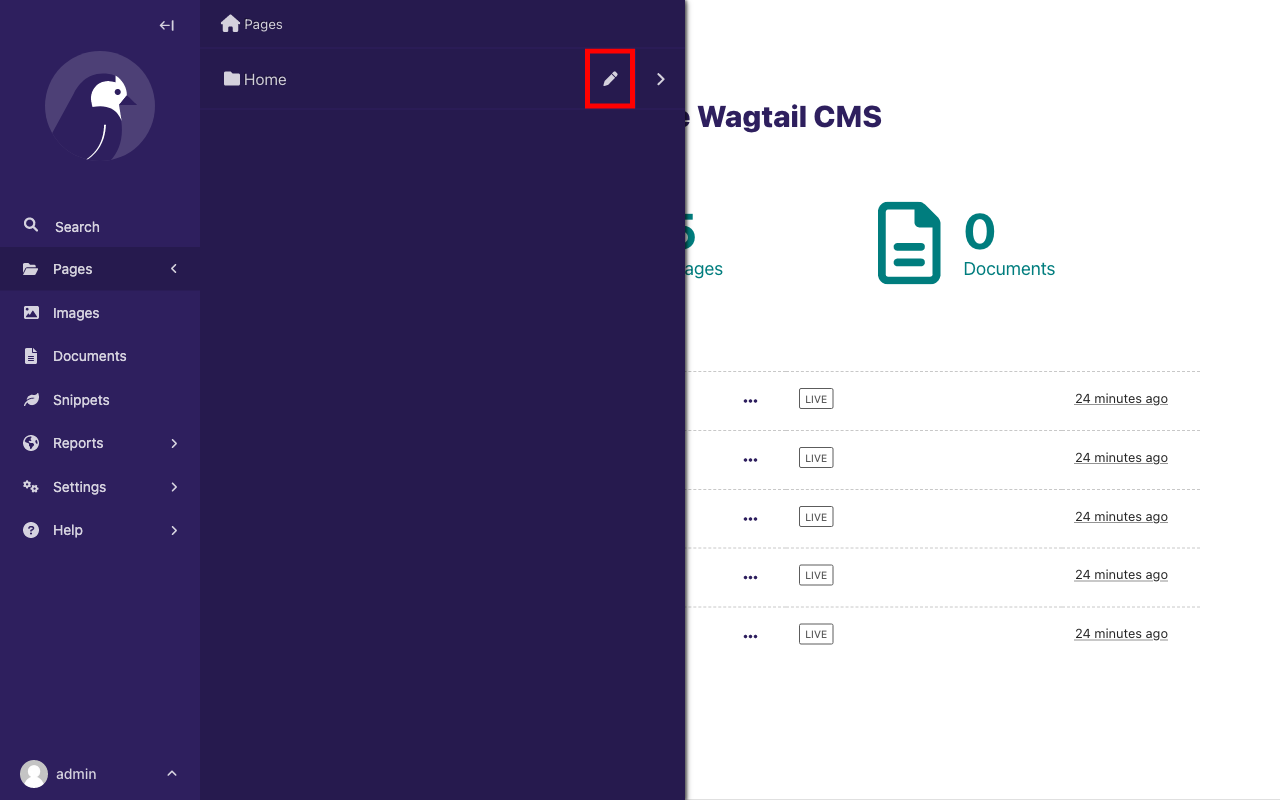 Pages
Home
e Wagtail CMS
Search
Pages
Images
Documents
Snippets
Reports
Settings
Help
admin
5
ages
0
Documents
LIVE 24 minutes ago
LIVE 24 minutes ago
LIVE 24 minutes ago
LIVE 24 minutes ago
LIVE 24 minutes ago